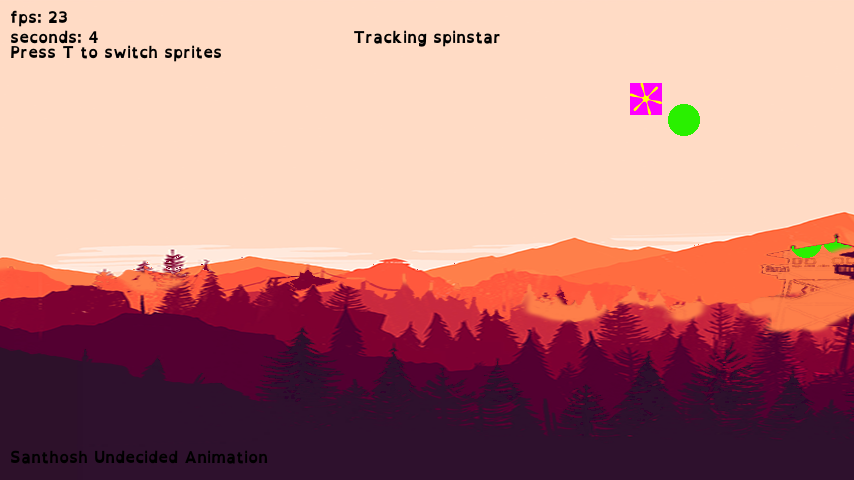 fps: 23
seconds: 4
Tracking spinstar
Press T to switch sprites
Santhosh Undecided Animation